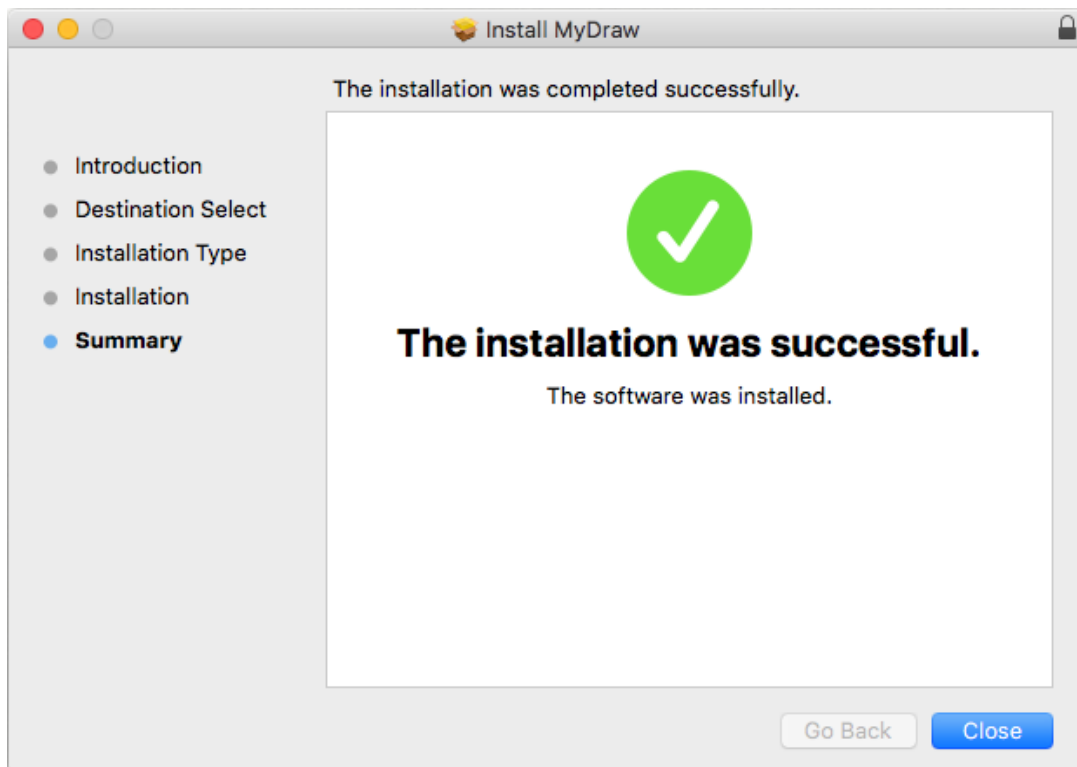 Install MyDraw
The installation was completed successfully.
Introduction
Destination Select
Installation Type
Installation
Summary
The installation was successful.
The software was installed.
Go Back
Close